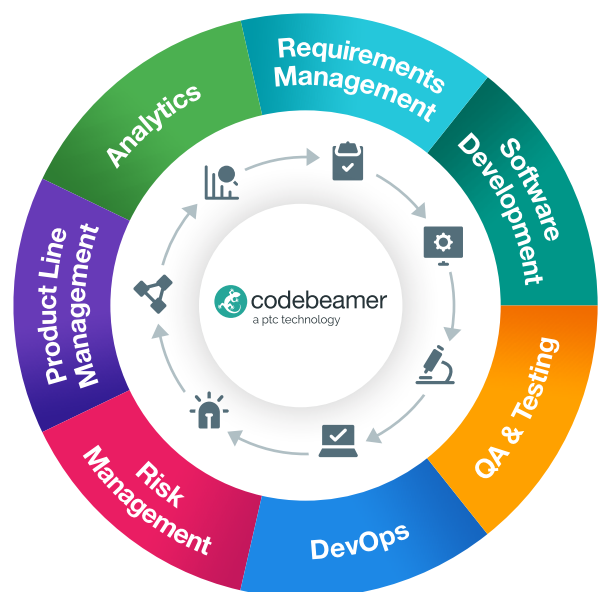 Requirements
Management
Software
Development
QA & Testing
DevOps
Risk
Management
Product Line
Management
Analytics
codebeamer
a ptc technology